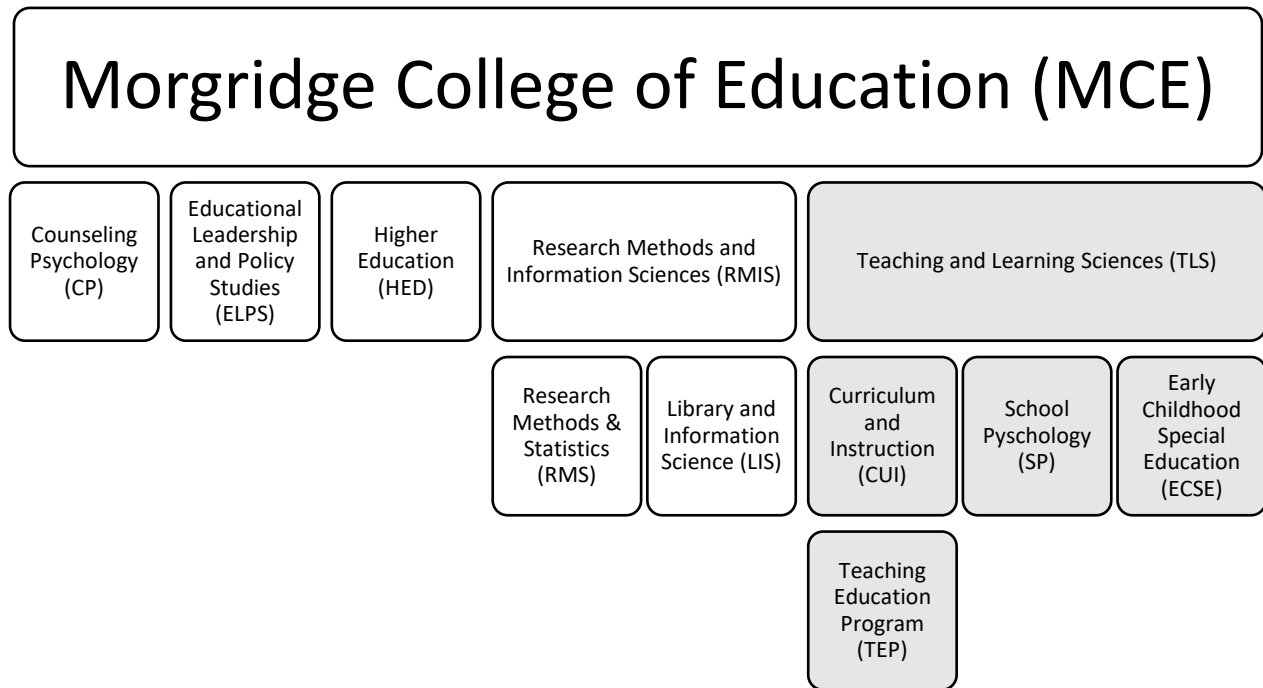 Morgridge College of Education (MCE)
Counseling
Psychology
(CP)
Educational
Leadership
and Policy
Studies
(ELPS)
Higher
Education
(HED)
Research Methods and
Information Sciences (RMIS)
Teaching and Learning Sciences (TLS)
Research
Methods &
Statistics
(RMS)
Library and
Information
Science (LIS)
Curriculum
and
Instruction
(CUI)
School
Pyschology
(SP)
Early
Childhood
Special
Education
(ECSE)
Teaching
Education
Program
(TEP)